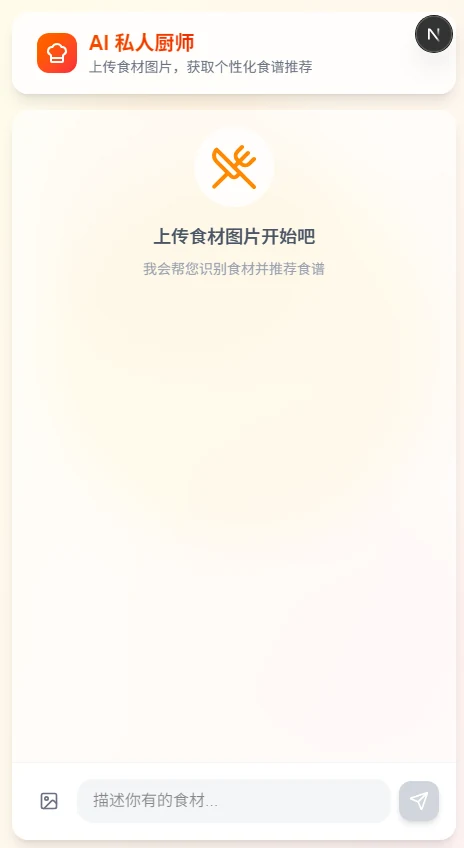 AI 私人厨师
上传食材图片，获取个性化食谱推荐
N
上传食材图片开始吧
我会帮您识别食材并推荐食谱
描述你有的食材...